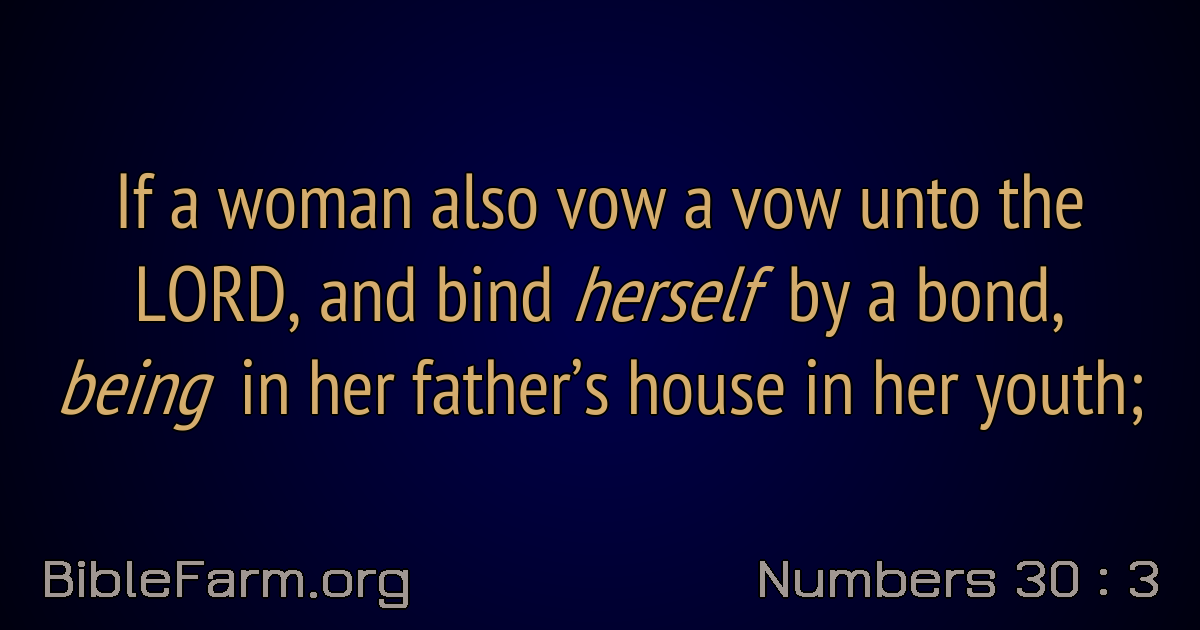 If a woman also vow a vow unto the
LORD, and bind herself by a bond,
being in her father’s house in her youth;
BibleFarm.org
Numbers 30 : 3